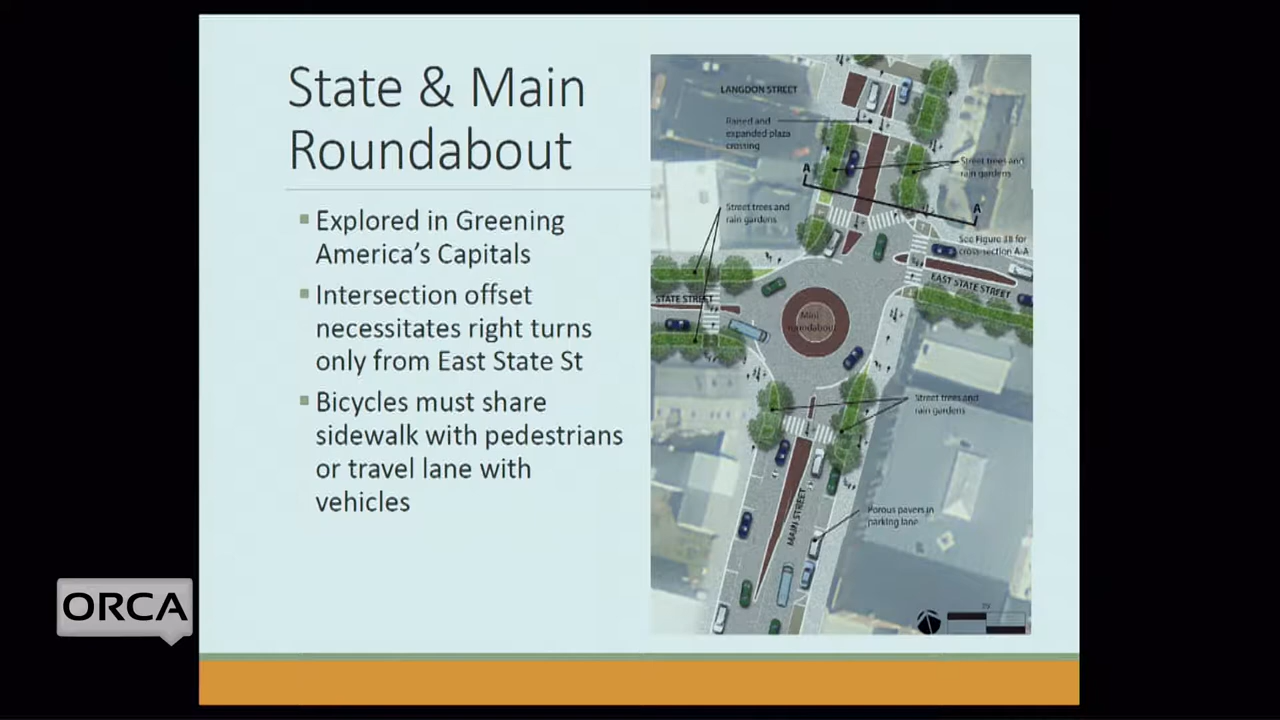 State & Main
Roundabout
Explored in Greening
America's Capitals
Intersection offset
necessitates right turns
only from East State St
Bicycles must share
sidewalk with pedestrians
or travel lane with
vehicles
LANGDON STREET
Raised and
expanded plaza
crossing
Street trees and
rain gardens
A
A
Street trees and
rain gardens
See Figure 3B for
cross-section A-A
EAST STATE STREET
STATE STREET
Mini
roundabout
Street trees and
rain gardens
MAIN STREET
Porous pavers in
parking lane
ORCA